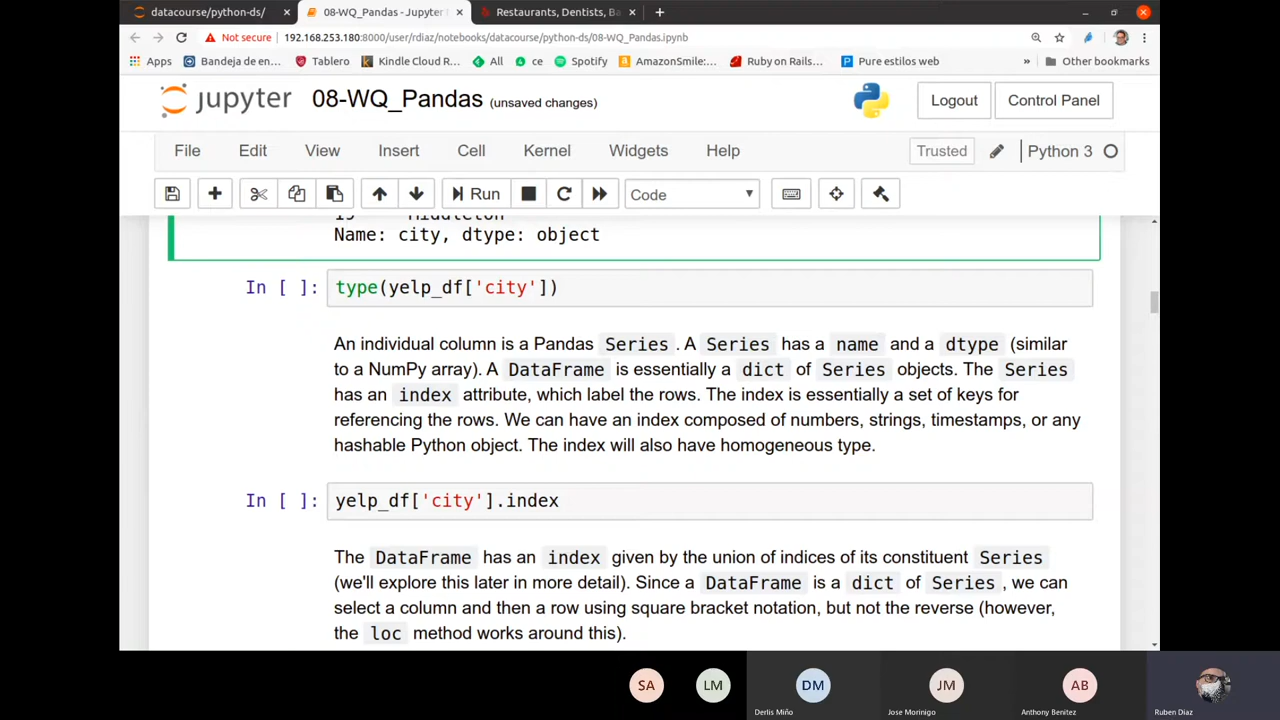 datacourse/python-ds/
08-WQ_Pandas - Jupyter
Restaurants, Dentists, Ba
Not secure
192.168.253.180:8000/user/rdiaz/notebooks/datacourse/python-ds/08-WQ_Pandas.ipynb
Apps
Bandeja de en...
Tablero
Kindle Cloud R...
All
ce
Spotify
AmazonSmile:...
Ruby on Rails...
Pure estilos web
»
Other bookmarks
jupyter
08-WQ_Pandas
(unsaved changes)
Logout
Control Panel
File
Edit
View
Insert
Cell
Kernel
Widgets
Help
Trusted
Python 3
Run
Code
19 Middleton
Name: city, dtype: object
In [ ]: type(yelp_df['city'])
An individual column is a Pandas Series. A Series has a name and a dtype (similar
to a NumPy array). A DataFrame is essentially a dict of Series objects. The Series
has an index attribute, which label the rows. The index is essentially a set of keys for
referencing the rows. We can have an index composed of numbers, strings, timestamps, or any
hashable Python object. The index will also have homogeneous type.
In [ ]: yelp_df['city'].index
The DataFrame has an index given by the union of indices of its constituent Series
(we'll explore this later in more detail). Since a DataFrame is a dict of Series, we can
select a column and then a row using square bracket notation, but not the reverse (however,
the loc method works around this).
SA
LM
DM
JM
AB
Derlis Miño
Jose Morinigo
Anthony Benitez
Ruben Diaz